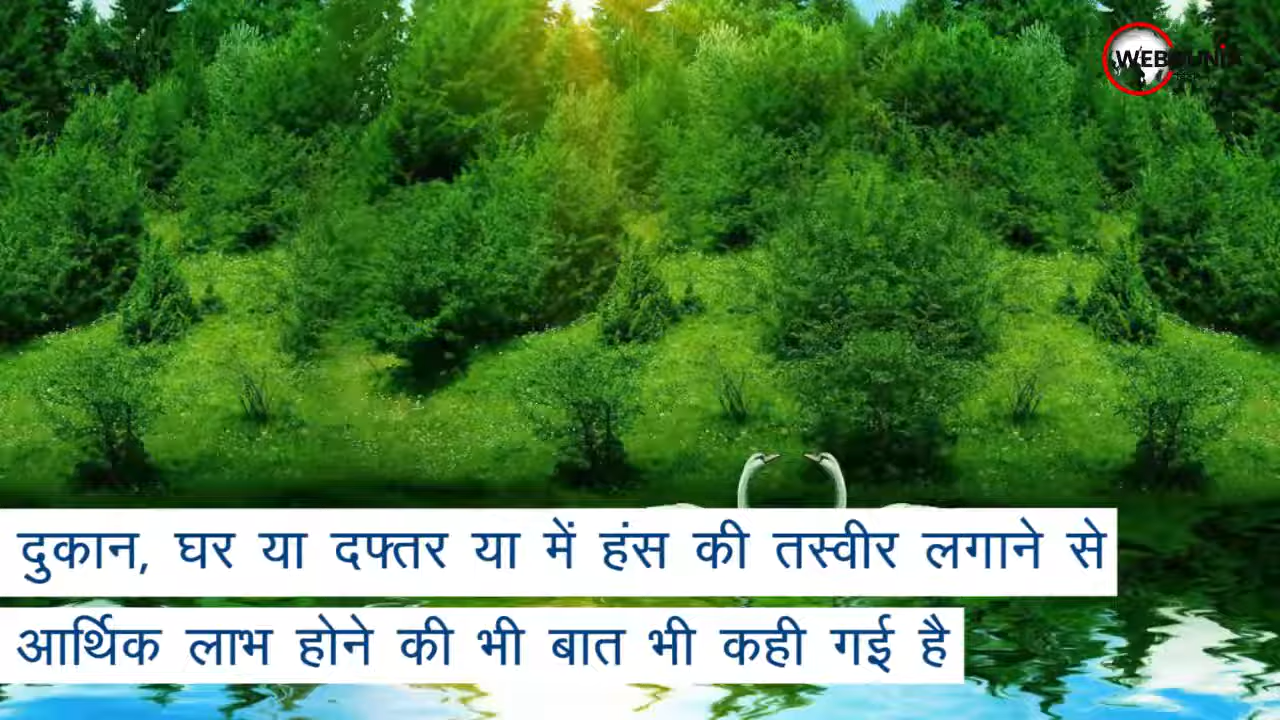 दुकान, घर या दफ्तर या में हंस की तस्वीर लगाने से
आर्थिक लाभ होने की भी बात भी कही गई है